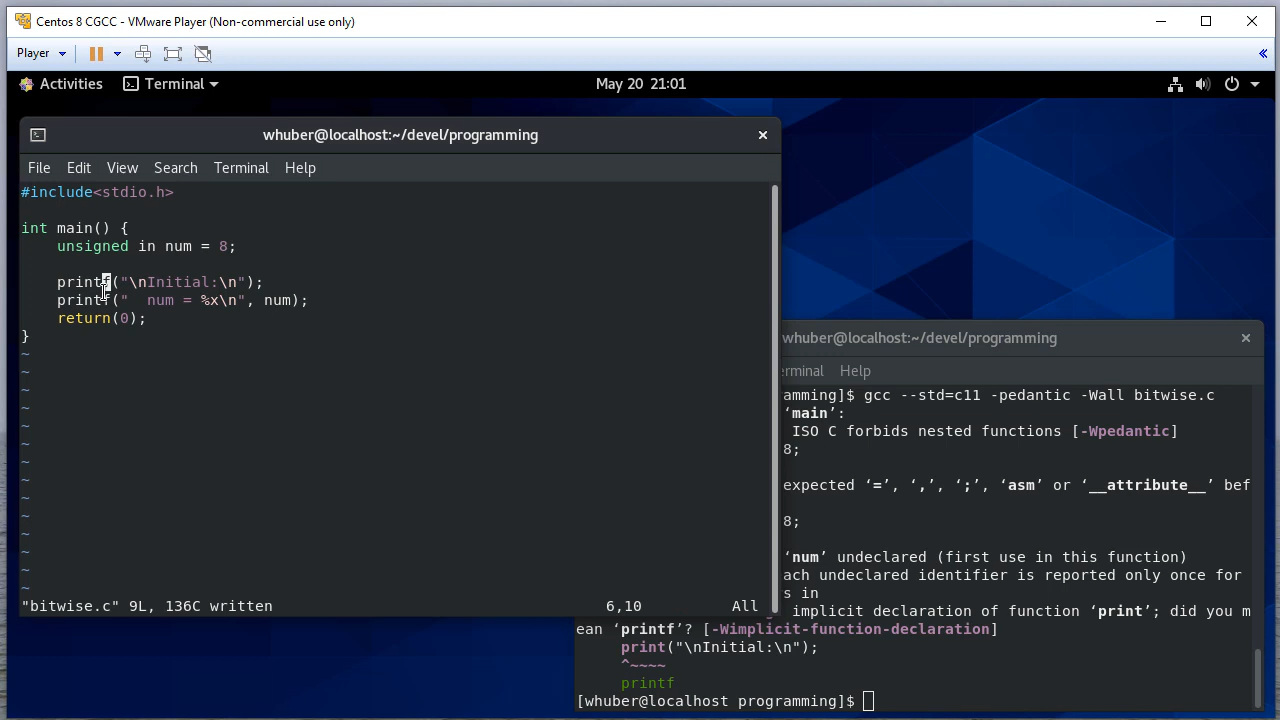 Centos 8 CGCC - VMware Player (Non-commercial use only)
Player
Activities Terminal May 20 21:01
whuber@localhost:~/devel/programming
File Edit View Search Terminal Help
#include<stdio.h>
int main() {
    unsigned in num = 8;
    printf("\nInitial:\n");
    printf("  num = %x\n", num);
    return(0);
}
~
~
~
~
~
~
~
~
~
~
~
~
~
~
"bitwise.c" 9L, 136C written 6,10 All
whuber@localhost:~/devel/programming
erminal Help
amming]$ gcc --std=c11 -pedantic -Wall bitwise.c
‘main’:
ISO C forbids nested functions [-Wpedantic]
8;
expected ‘=’, ‘,’, ‘;’, ‘asm’ or ‘__attribute__’ bef
8;
‘num’ undeclared (first use in this function)
ach undeclared identifier is reported only once for
s in
implicit declaration of function ‘print’; did you m
ean ‘printf’? [-Wimplicit-function-declaration]
print("\nInitial:\n");
^~~~~
printf
[whuber@localhost programming]$